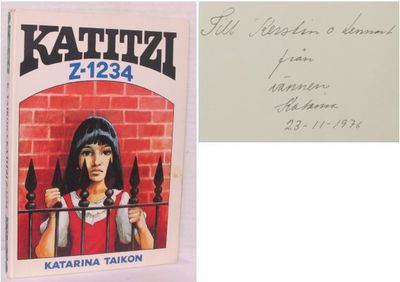 KATITZI
Z-1234
KATARINA TAIKON
Till Kerstin o Lennart
från
vännen
Katarina
23-11-1976